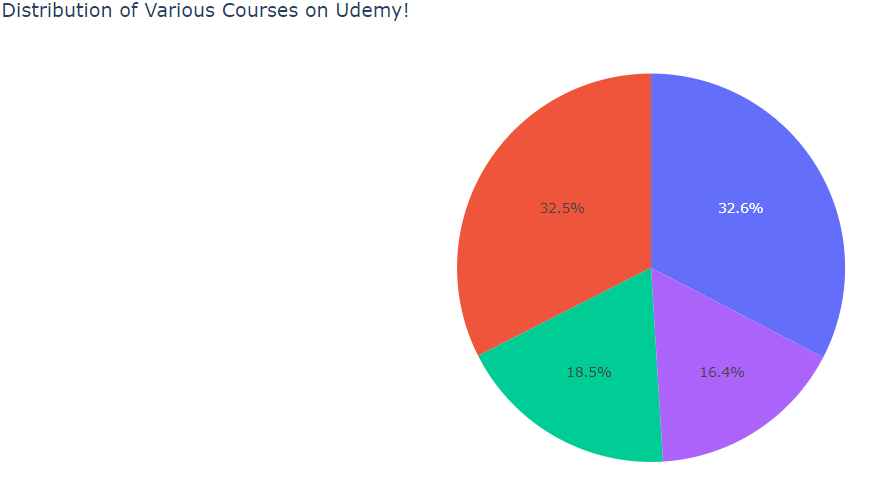 Distribution of Various Courses on Udemy!
32.5%
32.6%
18.5%
16.4%